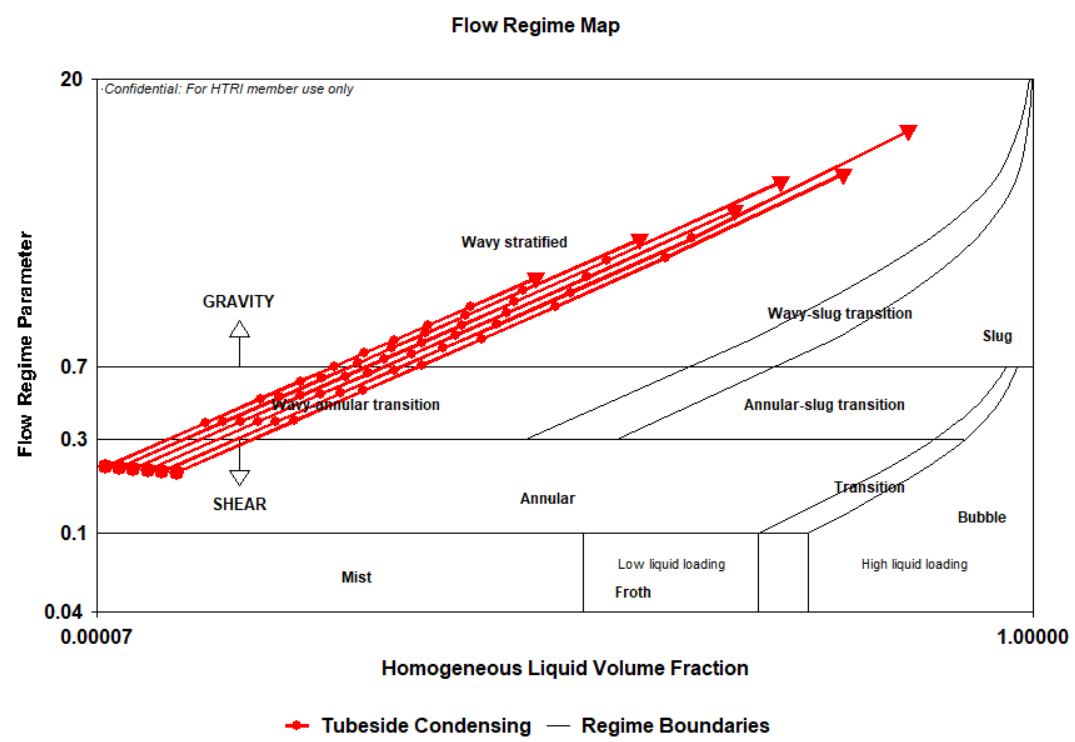 Flow Regime Map
20
Confidential: For HTRI member use only
Wavy stratified
GRAVITY
Wavy-slug transition
Slug
0.7
Wavy-annular transition
Annular-slug transition
0.3
Flow Regime Parameter
SHEAR
Annular
Transition
Bubble
0.1
Low liquid loading
High liquid loading
Mist
Froth
0.04
0.00007
1.00000
Homogeneous Liquid Volume Fraction
Tubeside Condensing
Regime Boundaries